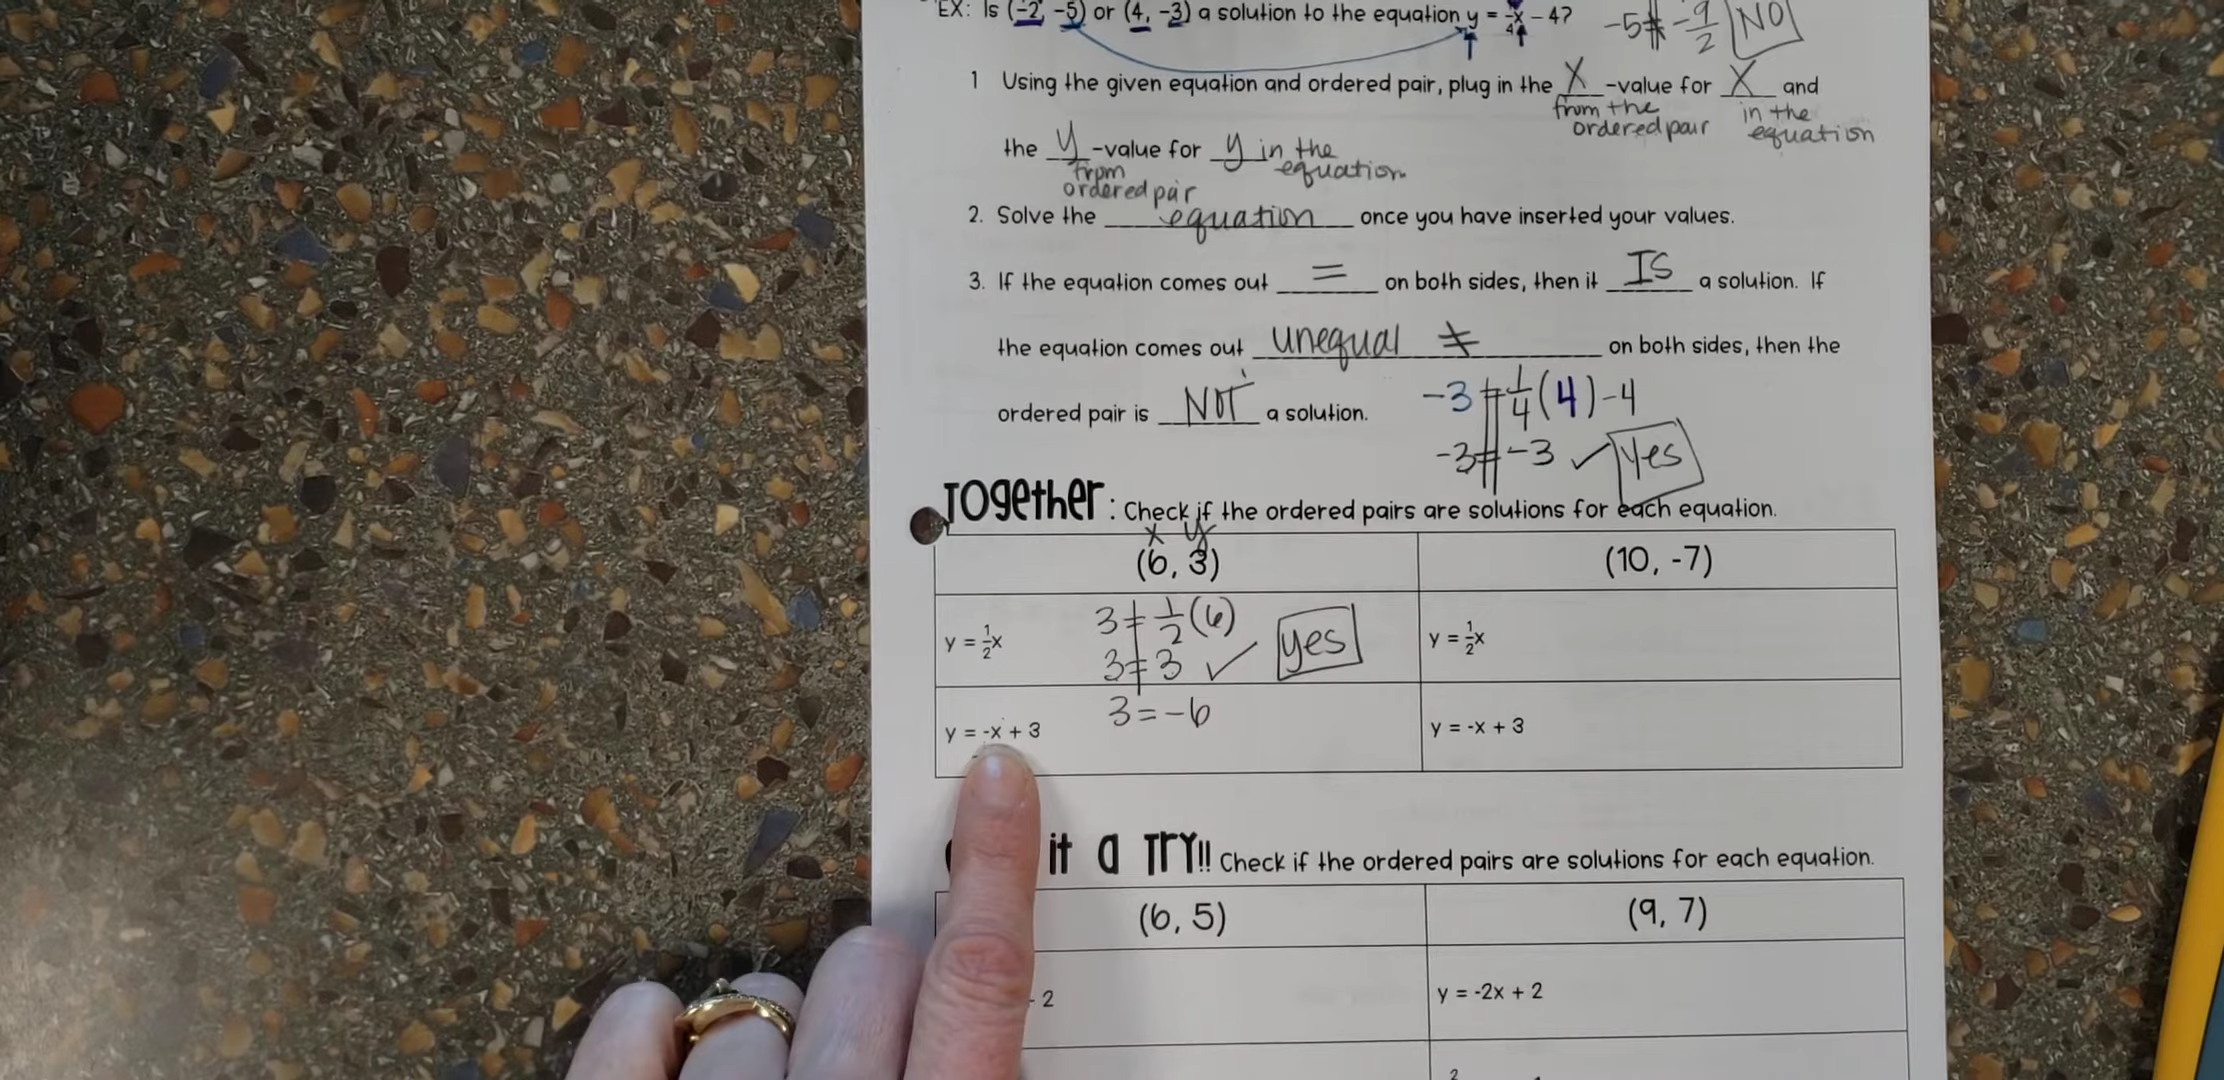 EX: Is (-2, -5) or (4, -3) a solution to the equation y = x - 4? -5 ≠ -9/2 NO
1 Using the given equation and ordered pair, plug in the X -value for X and
from the ordered pair in the equation
the y -value for y in the equation
from ordered pair
2. Solve the equation once you have inserted your values.
3. If the equation comes out = on both sides, then it IS a solution. If
the equation comes out unequal ≠ on both sides, then the
ordered pair is NOT a solution. -3 = 1/4 (4) - 4
-3 = -3 ✓ Yes
Together: Check if the ordered pairs are solutions for each equation.
x y
(6, 3) (10, -7)
y = 1/2 x 3 = 1/2 (6) yes y = 1/2 x
3 = 3 ✓
3 = -6
y = -x + 3 y = -x + 3
it a Try!! Check if the ordered pairs are solutions for each equation.
(6, 5) (9, 7)
- 2 y = -2x + 2
2